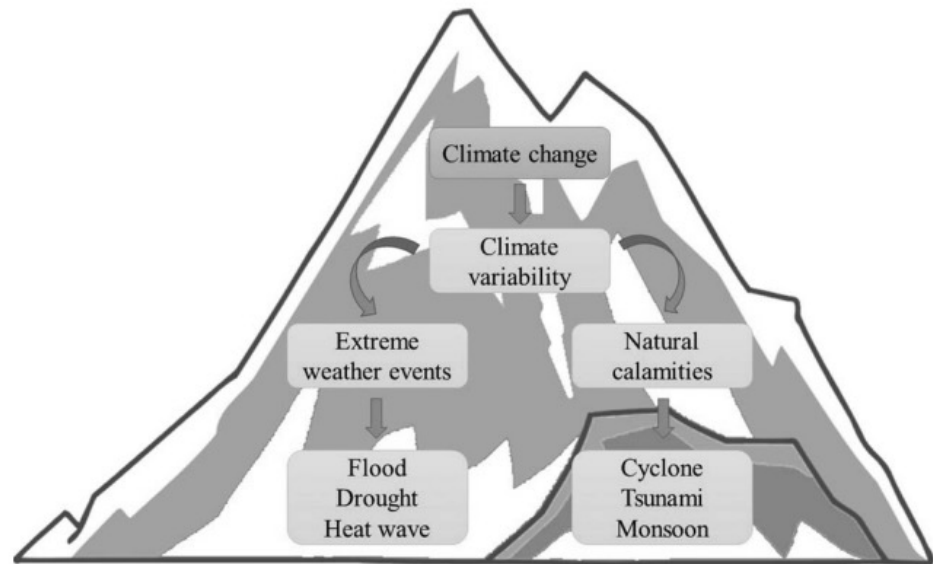 Climate change
Climate
variability
Extreme
weather events
Natural
calamities
Flood
Drought
Heat wave
Cyclone
Tsunami
Monsoon